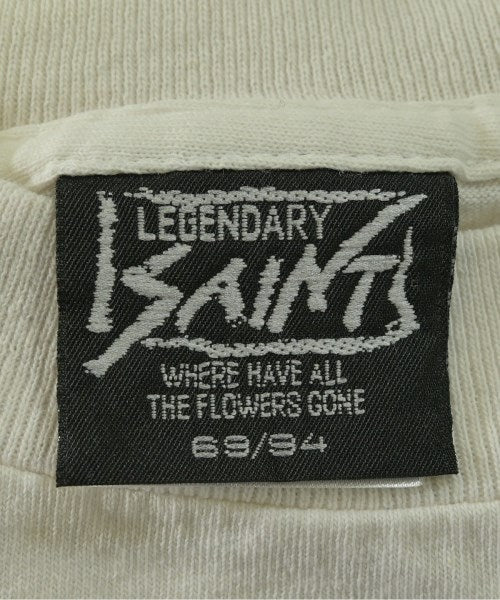 LEGENDARY
SAINTS
WHERE HAVE ALL
THE FLOWERS GONE
69/94